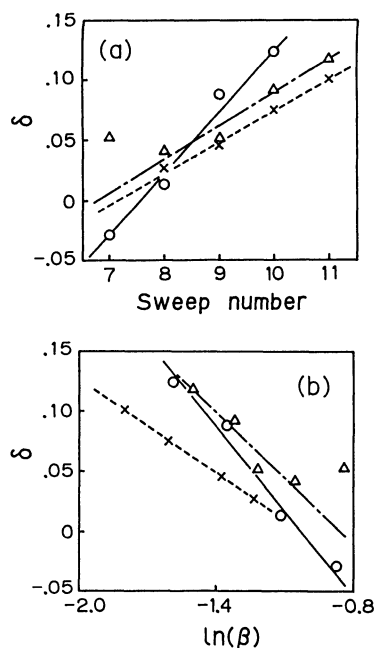 (a)
.15
.10
.05
0
-.05
δ
7 8 9 10 11
Sweep number
(b)
.15
.10
.05
0
-.05
δ
-2.0 -1.4 -0.8
ln(β)